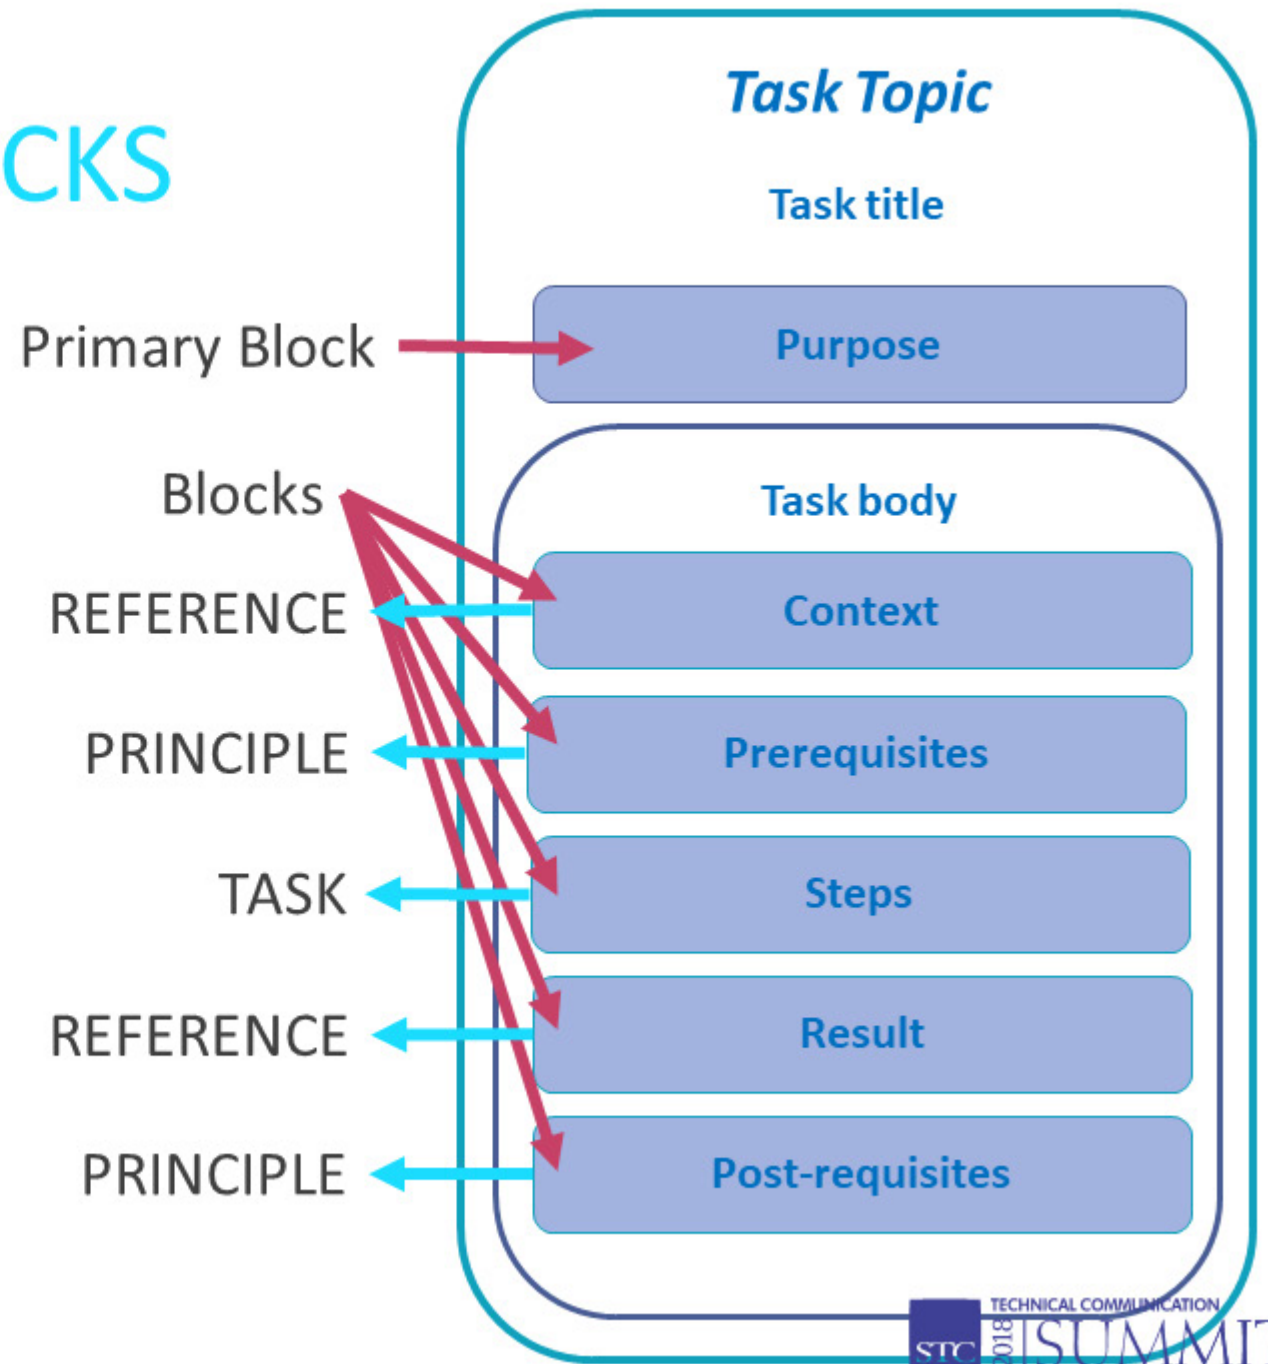 CKS
Task Topic
Task title
Primary Block
Purpose
Blocks
Task body
REFERENCE
Context
PRINCIPLE
Prerequisites
TASK
Steps
REFERENCE
Result
PRINCIPLE
Post-requisites
TECHNICAL COMMUNICATION
STC 2018 SUMMIT